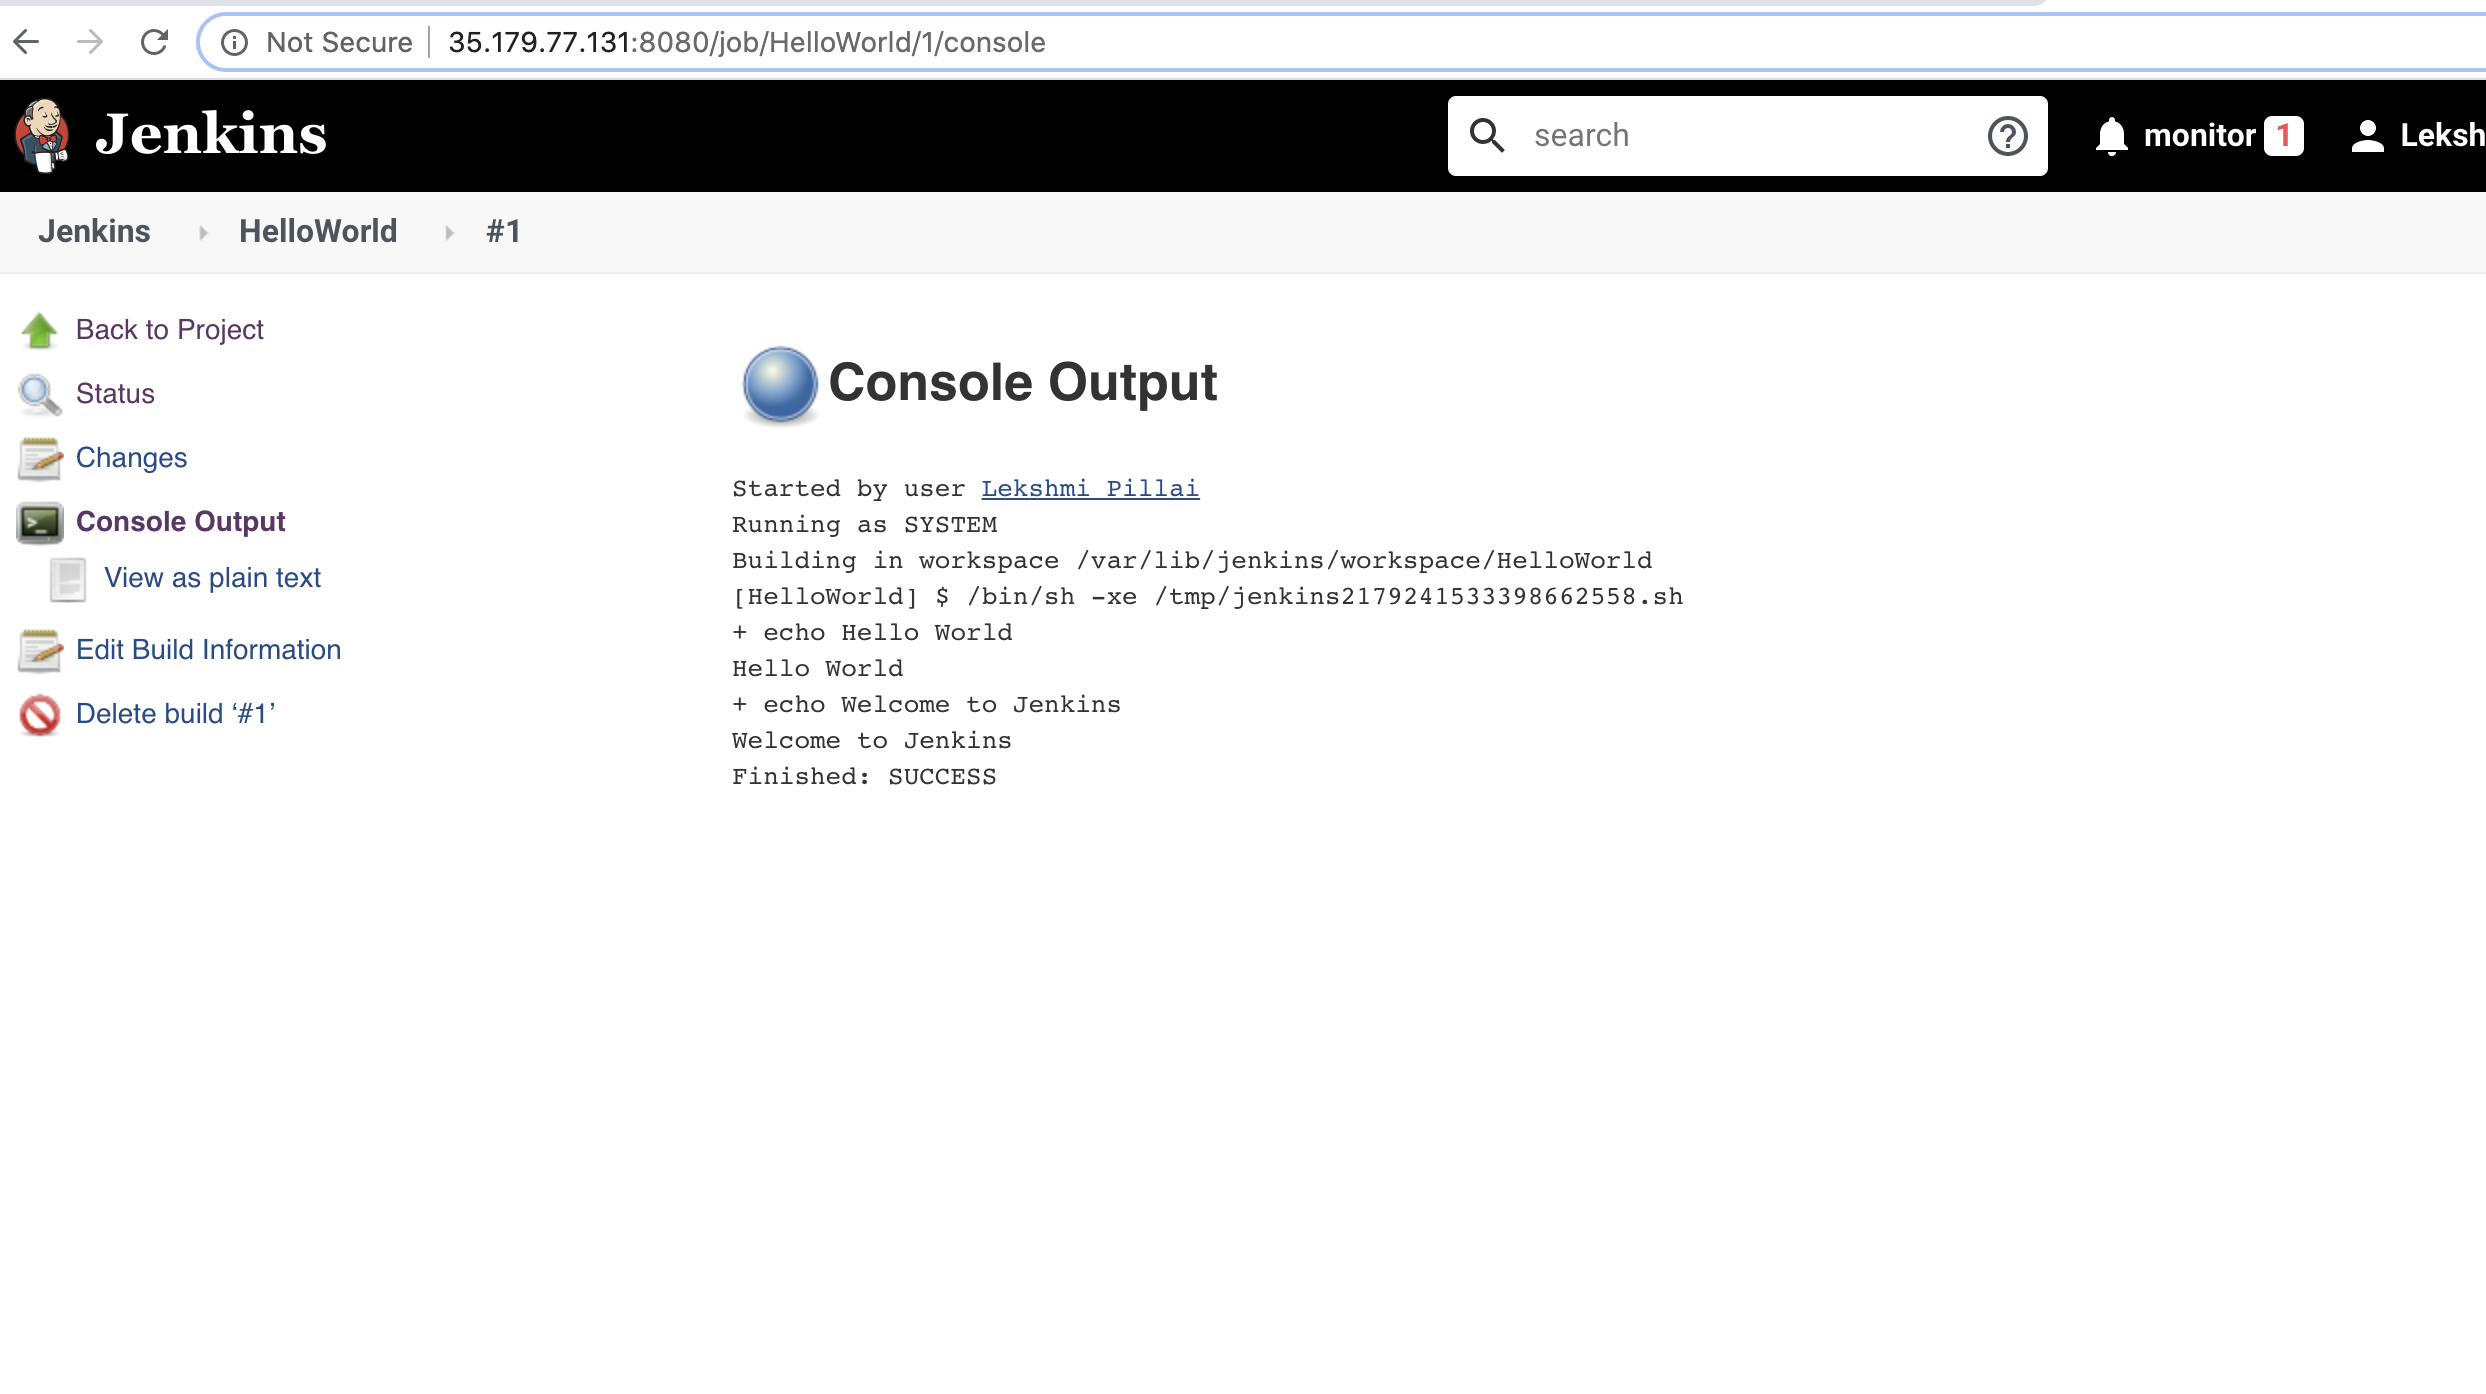 Not Secure 35.179.77.131:8080/job/HelloWorld/1/console
Jenkins search monitor 1 Leksh
Jenkins HelloWorld #1
Back to Project
Status
Changes
Console Output
View as plain text
Edit Build Information
Delete build ‘#1’
Console Output
Started by user Lekshmi Pillai
Running as SYSTEM
Building in workspace /var/lib/jenkins/workspace/HelloWorld
[HelloWorld] $ /bin/sh -xe /tmp/jenkins2179241533398662558.sh
+ echo Hello World
Hello World
+ echo Welcome to Jenkins
Welcome to Jenkins
Finished: SUCCESS